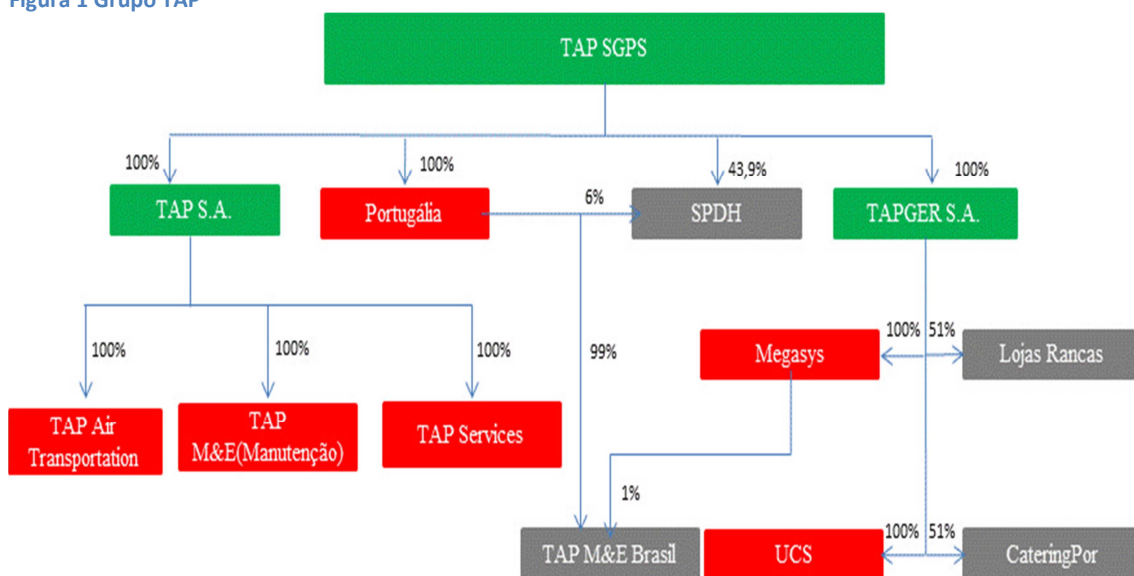 Figura 1 Grupo TAP
TAP SGPS
100%
100%
43,9%
100%
TAP S.A.
Portugália
6%
SPDH
TAPGER S.A.
100%
100%
100%
99%
Megasys
100%
51%
Lojas Rancas
TAP Air
Transportation
TAP
M&E(Manutenção)
TAP Services
1%
TAP M&E Brasil
UCS
100%
51%
CateringPor